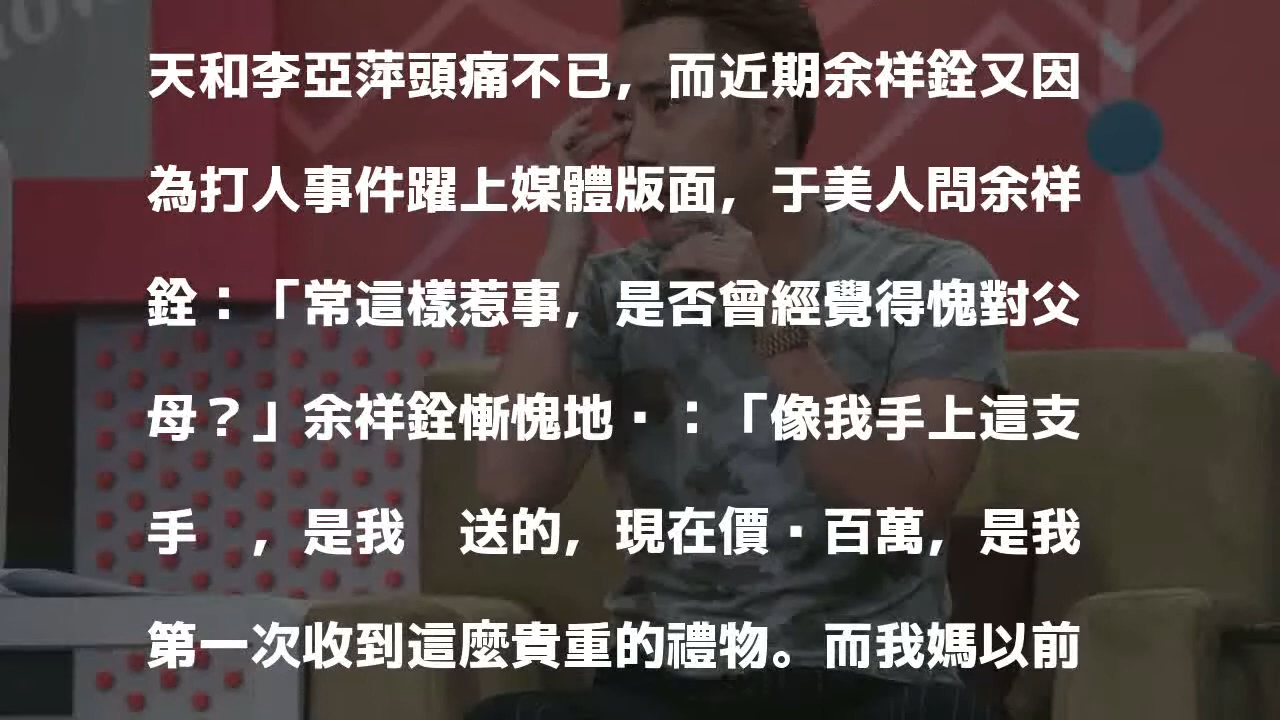 天和李亞萍頭痛不已，而近期余祥銓又因
為打人事件躍上媒體版面，于美人問余祥
銓：「常這樣惹事，是否曾經覺得愧對父
母？」余祥銓慚愧地·：「像我手上這支
手　，是我　送的，現在價·百萬，是我
第一次收到這麼貴重的禮物。而我媽以前